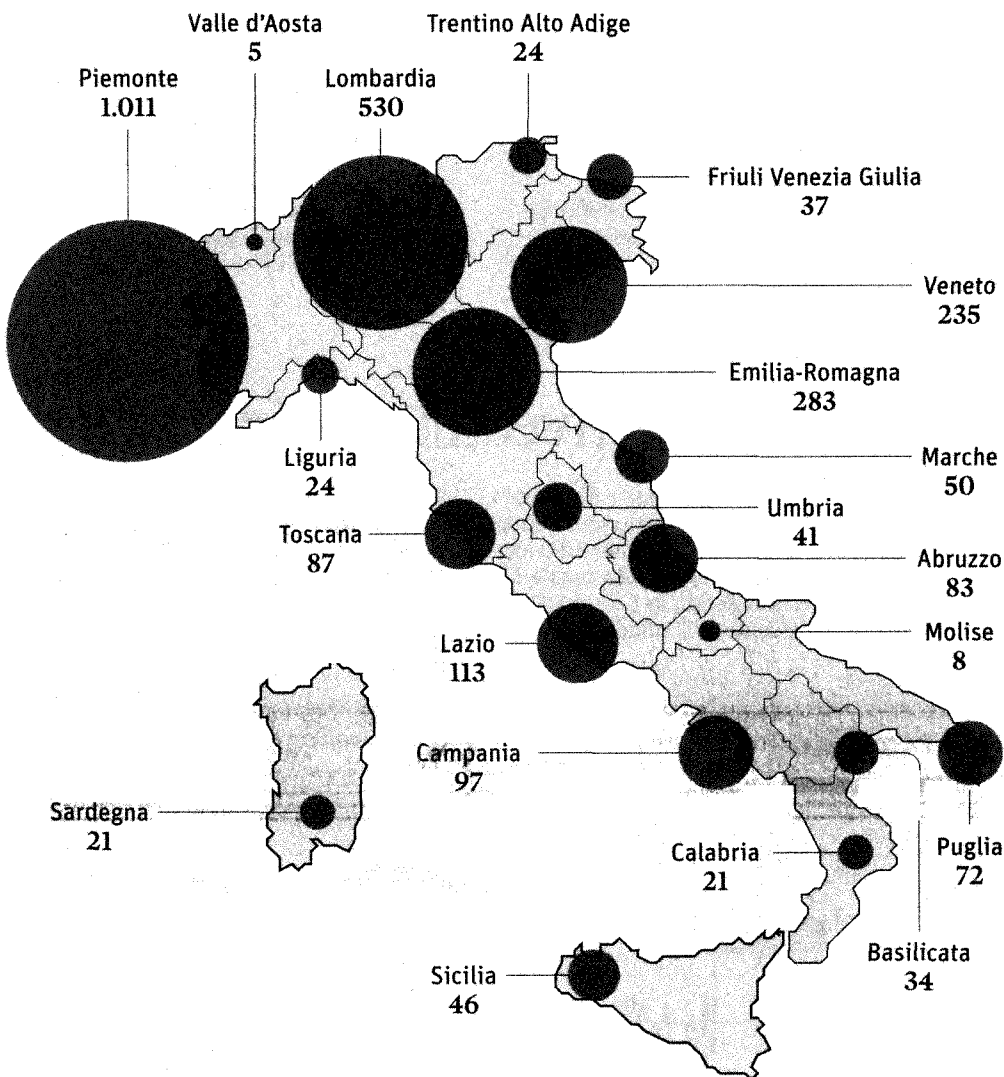 Valle d'Aosta
5
Trentino Alto Adige
24
Piemonte
1.011
Lombardia
530
Friuli Venezia Giulia
37
Veneto
235
Emilia-Romagna
283
Liguria
24
Marche
50
Umbria
41
Toscana
87
Abruzzo
83
Lazio
113
Molise
8
Campania
97
Sardegna
21
Calabria
21
Puglia
72
Basilicata
34
Sicilia
46